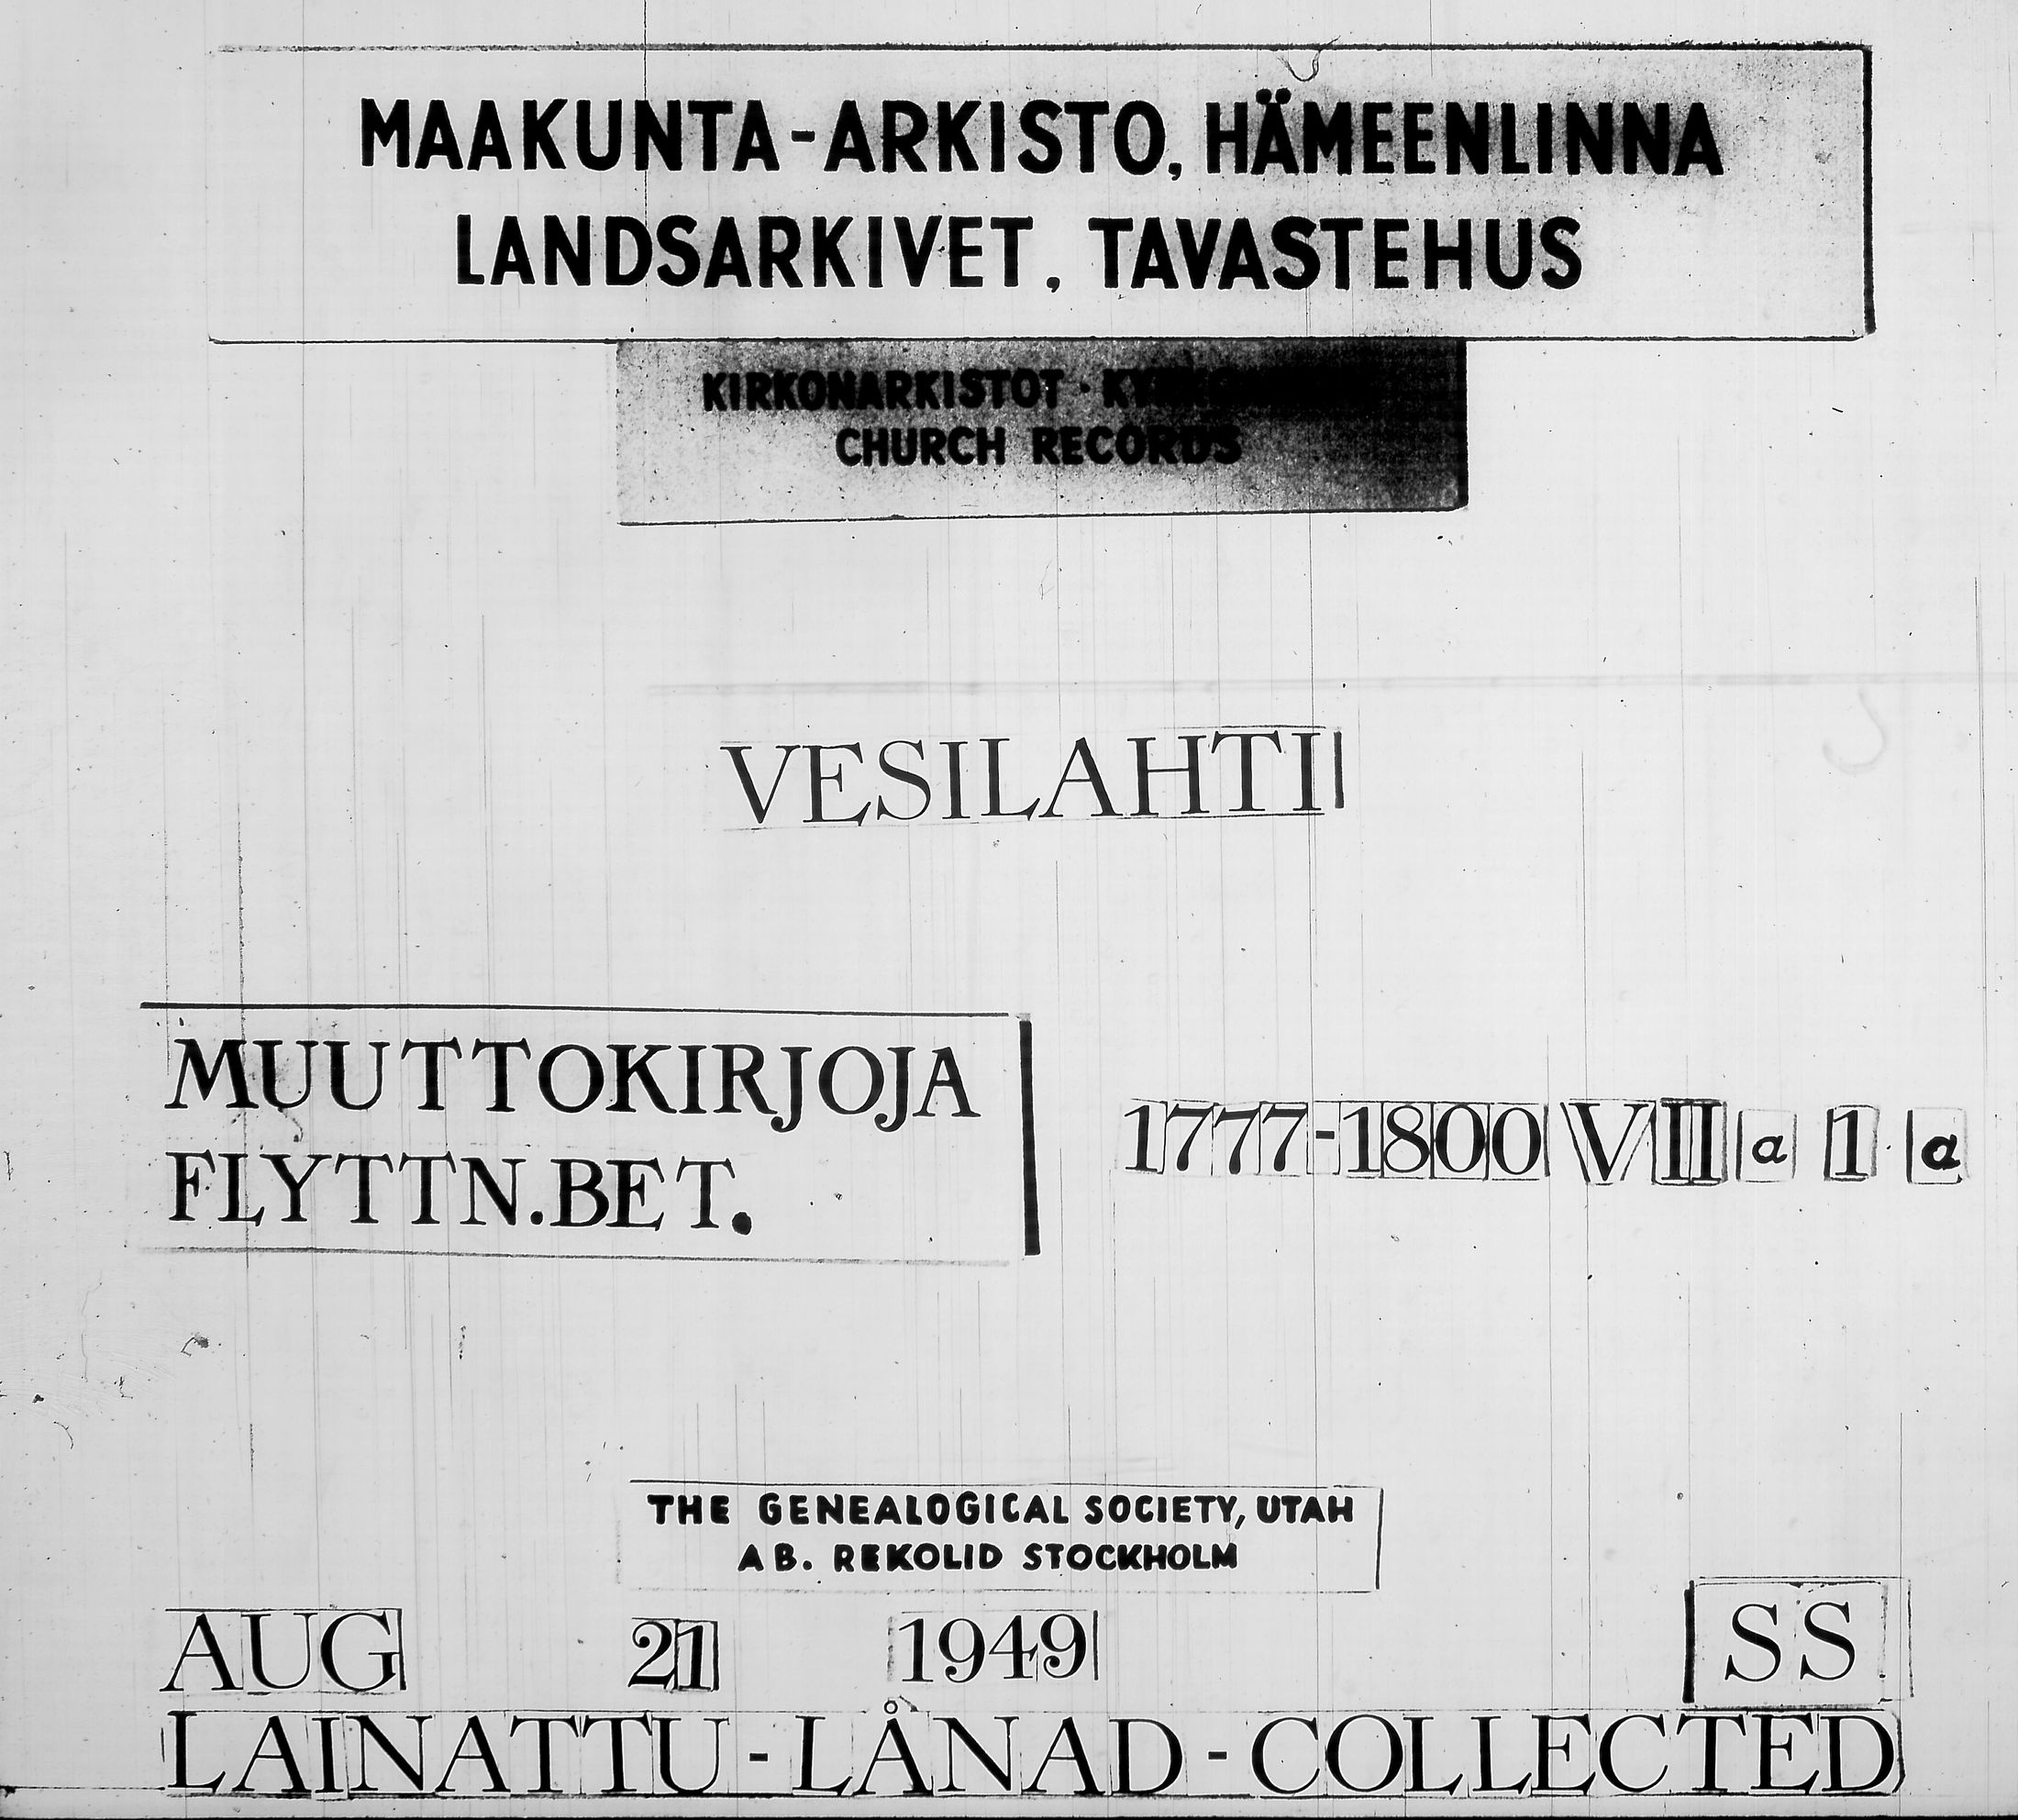 MAAKUNTA-ARKISTO, HÄMEENLINNA
LANDSARKIVET, TAVASTEHUS
KIRKONARKISTOT ·
CHURCH RECORDS
VESILAHTI
MUUTTOKIRJOJA
FLYTTN.BET.
1777-1800 VII a 1 a
THE GENEALOGICAL SOCIETY, UTAH
AB. REKOLID STOCKHOLM
AUG 21 1949 SS
LAINATTU - LÅNAD - COLLECTED